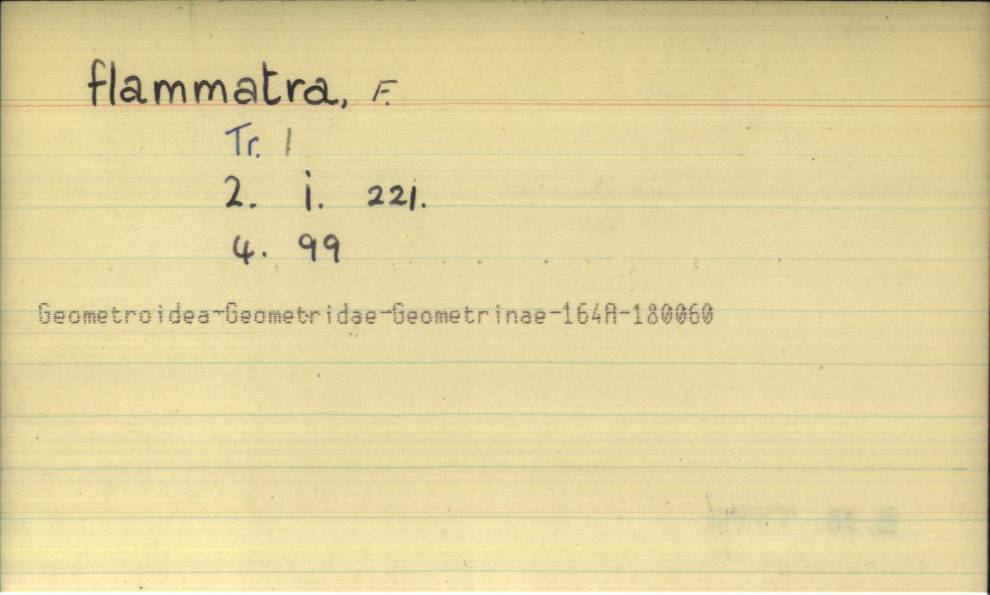 flammatra, F.
Tr. 1
2. i. 221.
4. 99
Geometroidea-Geometridae-Geometrinae-164A-180060